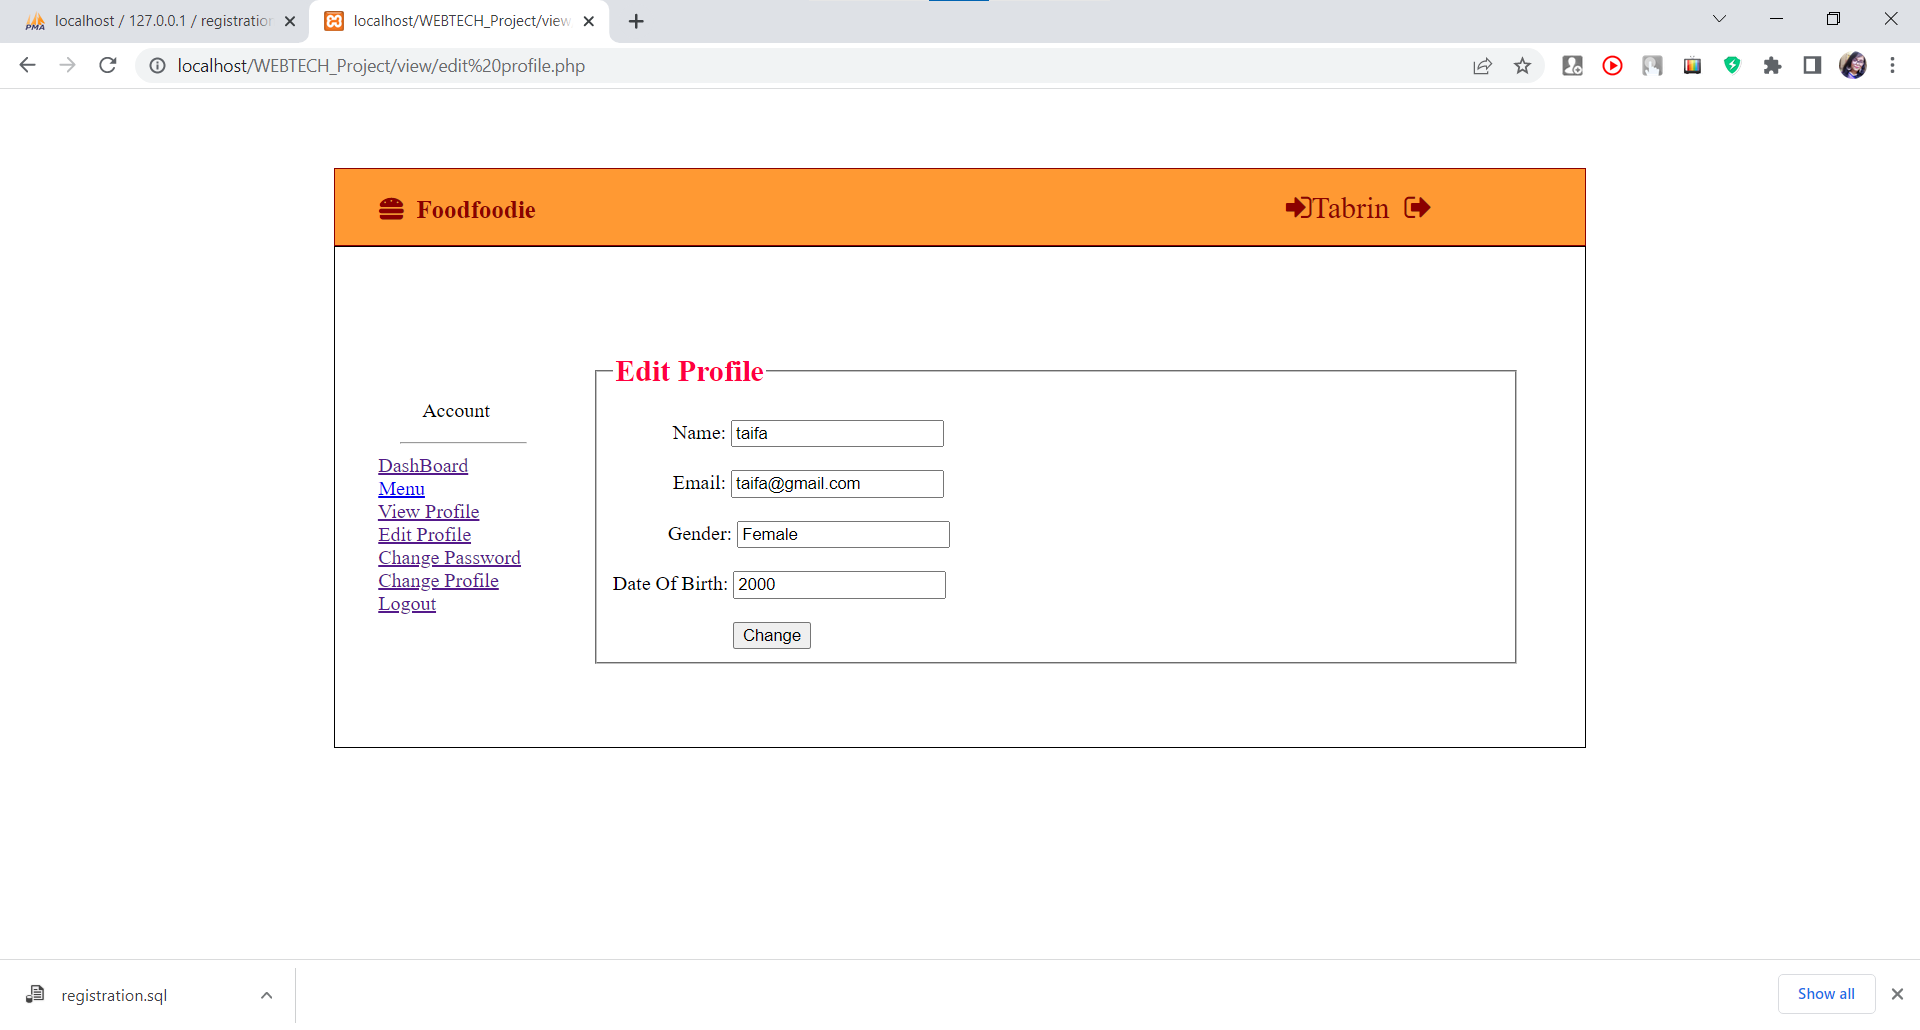 localhost / 127.0.0.1 / registration
localhost/WEBTECH_Project/view
localhost/WEBTECH_Project/view/edit%20profile.php
Foodfoodie
Tabrin
Edit Profile
Account
Name: taifa
DashBoard
Email: taifa@gmail.com
Menu
View Profile
Edit Profile
Gender: Female
Change Password
Change Profile
Date Of Birth: 2000
Logout
Change
registration.sql
Show all